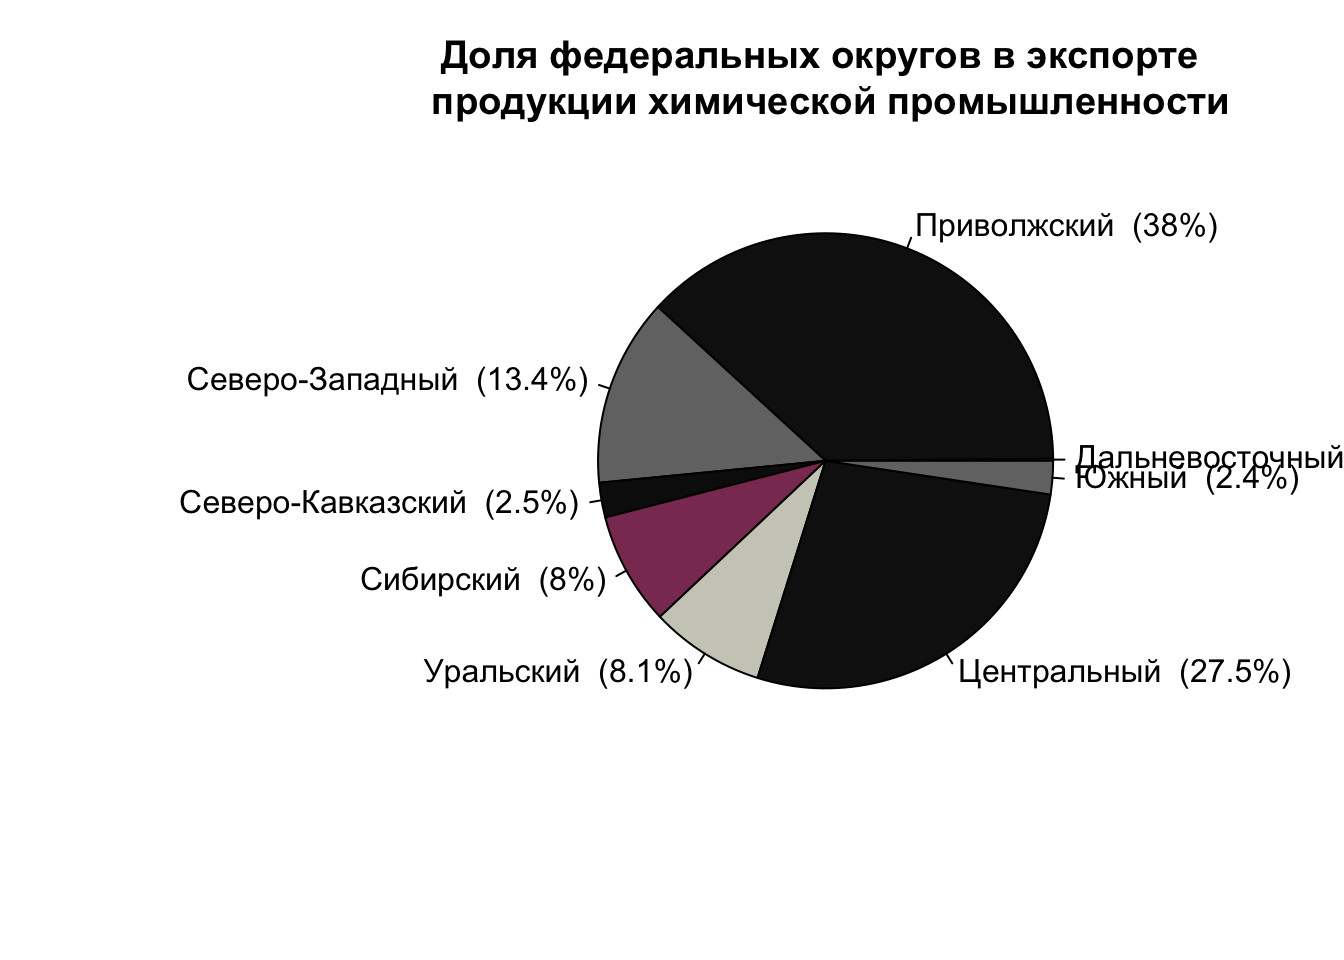 Доля федеральных округов в экспорте
продукции химической промышленности
Приволжский (38%)
Северо-Западный (13.4%)
Дальневосточный
Южный (2.4%)
Северо-Кавказский (2.5%)
Сибирский (8%)
Уральский (8.1%)
Центральный (27.5%)